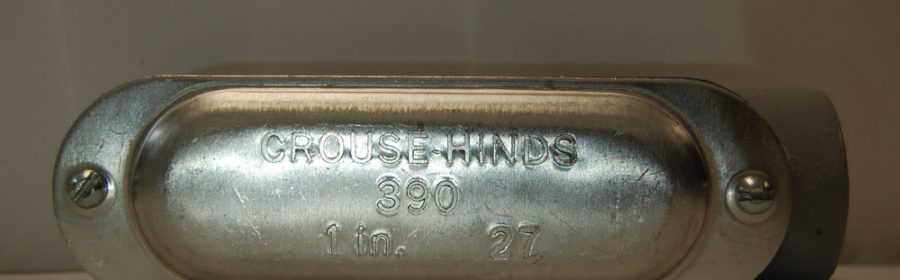 CROUSE-HINDS
390
1 in. 27